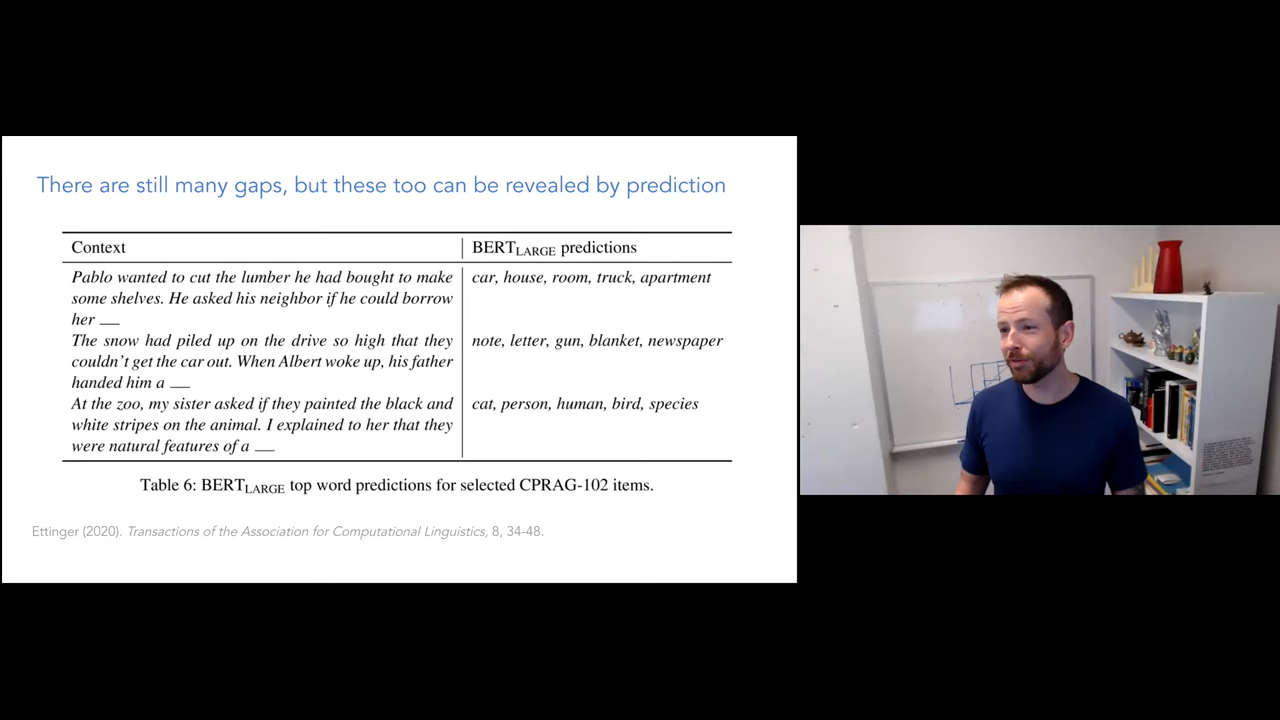 There are still many gaps, but these too can be revealed by prediction
Context
BERTLARGE predictions
Pablo wanted to cut the lumber he had bought to make
some shelves. He asked his neighbor if he could borrow
her __
car, house, room, truck, apartment
The snow had piled up on the drive so high that they
couldn't get the car out. When Albert woke up, his father
handed him a __
note, letter, gun, blanket, newspaper
At the zoo, my sister asked if they painted the black and
white stripes on the animal. I explained to her that they
were natural features of a __
cat, person, human, bird, species
Table 6: BERTLARGE top word predictions for selected CPRAG-102 items.
Ettinger (2020). Transactions of the Association for Computational Linguistics, 8, 34-48.